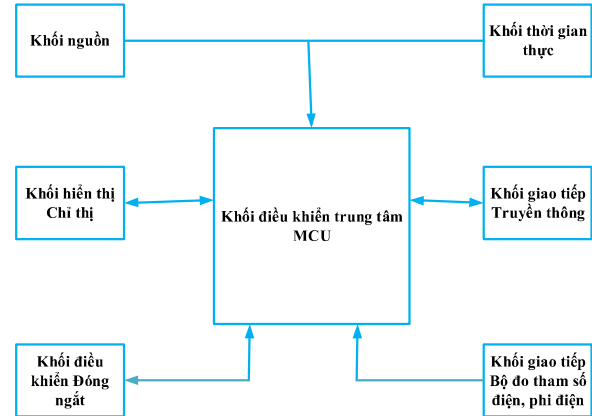 Khối nguồn
Khối thời gian
thực
Khối hiển thị
Chỉ thị
Khối điều khiển trung tâm
MCU
Khối giao tiếp
Truyền thông
Khối điều
khiển Đóng
ngắt
Khối giao tiếp
Bộ đo tham số
điện, phi điện